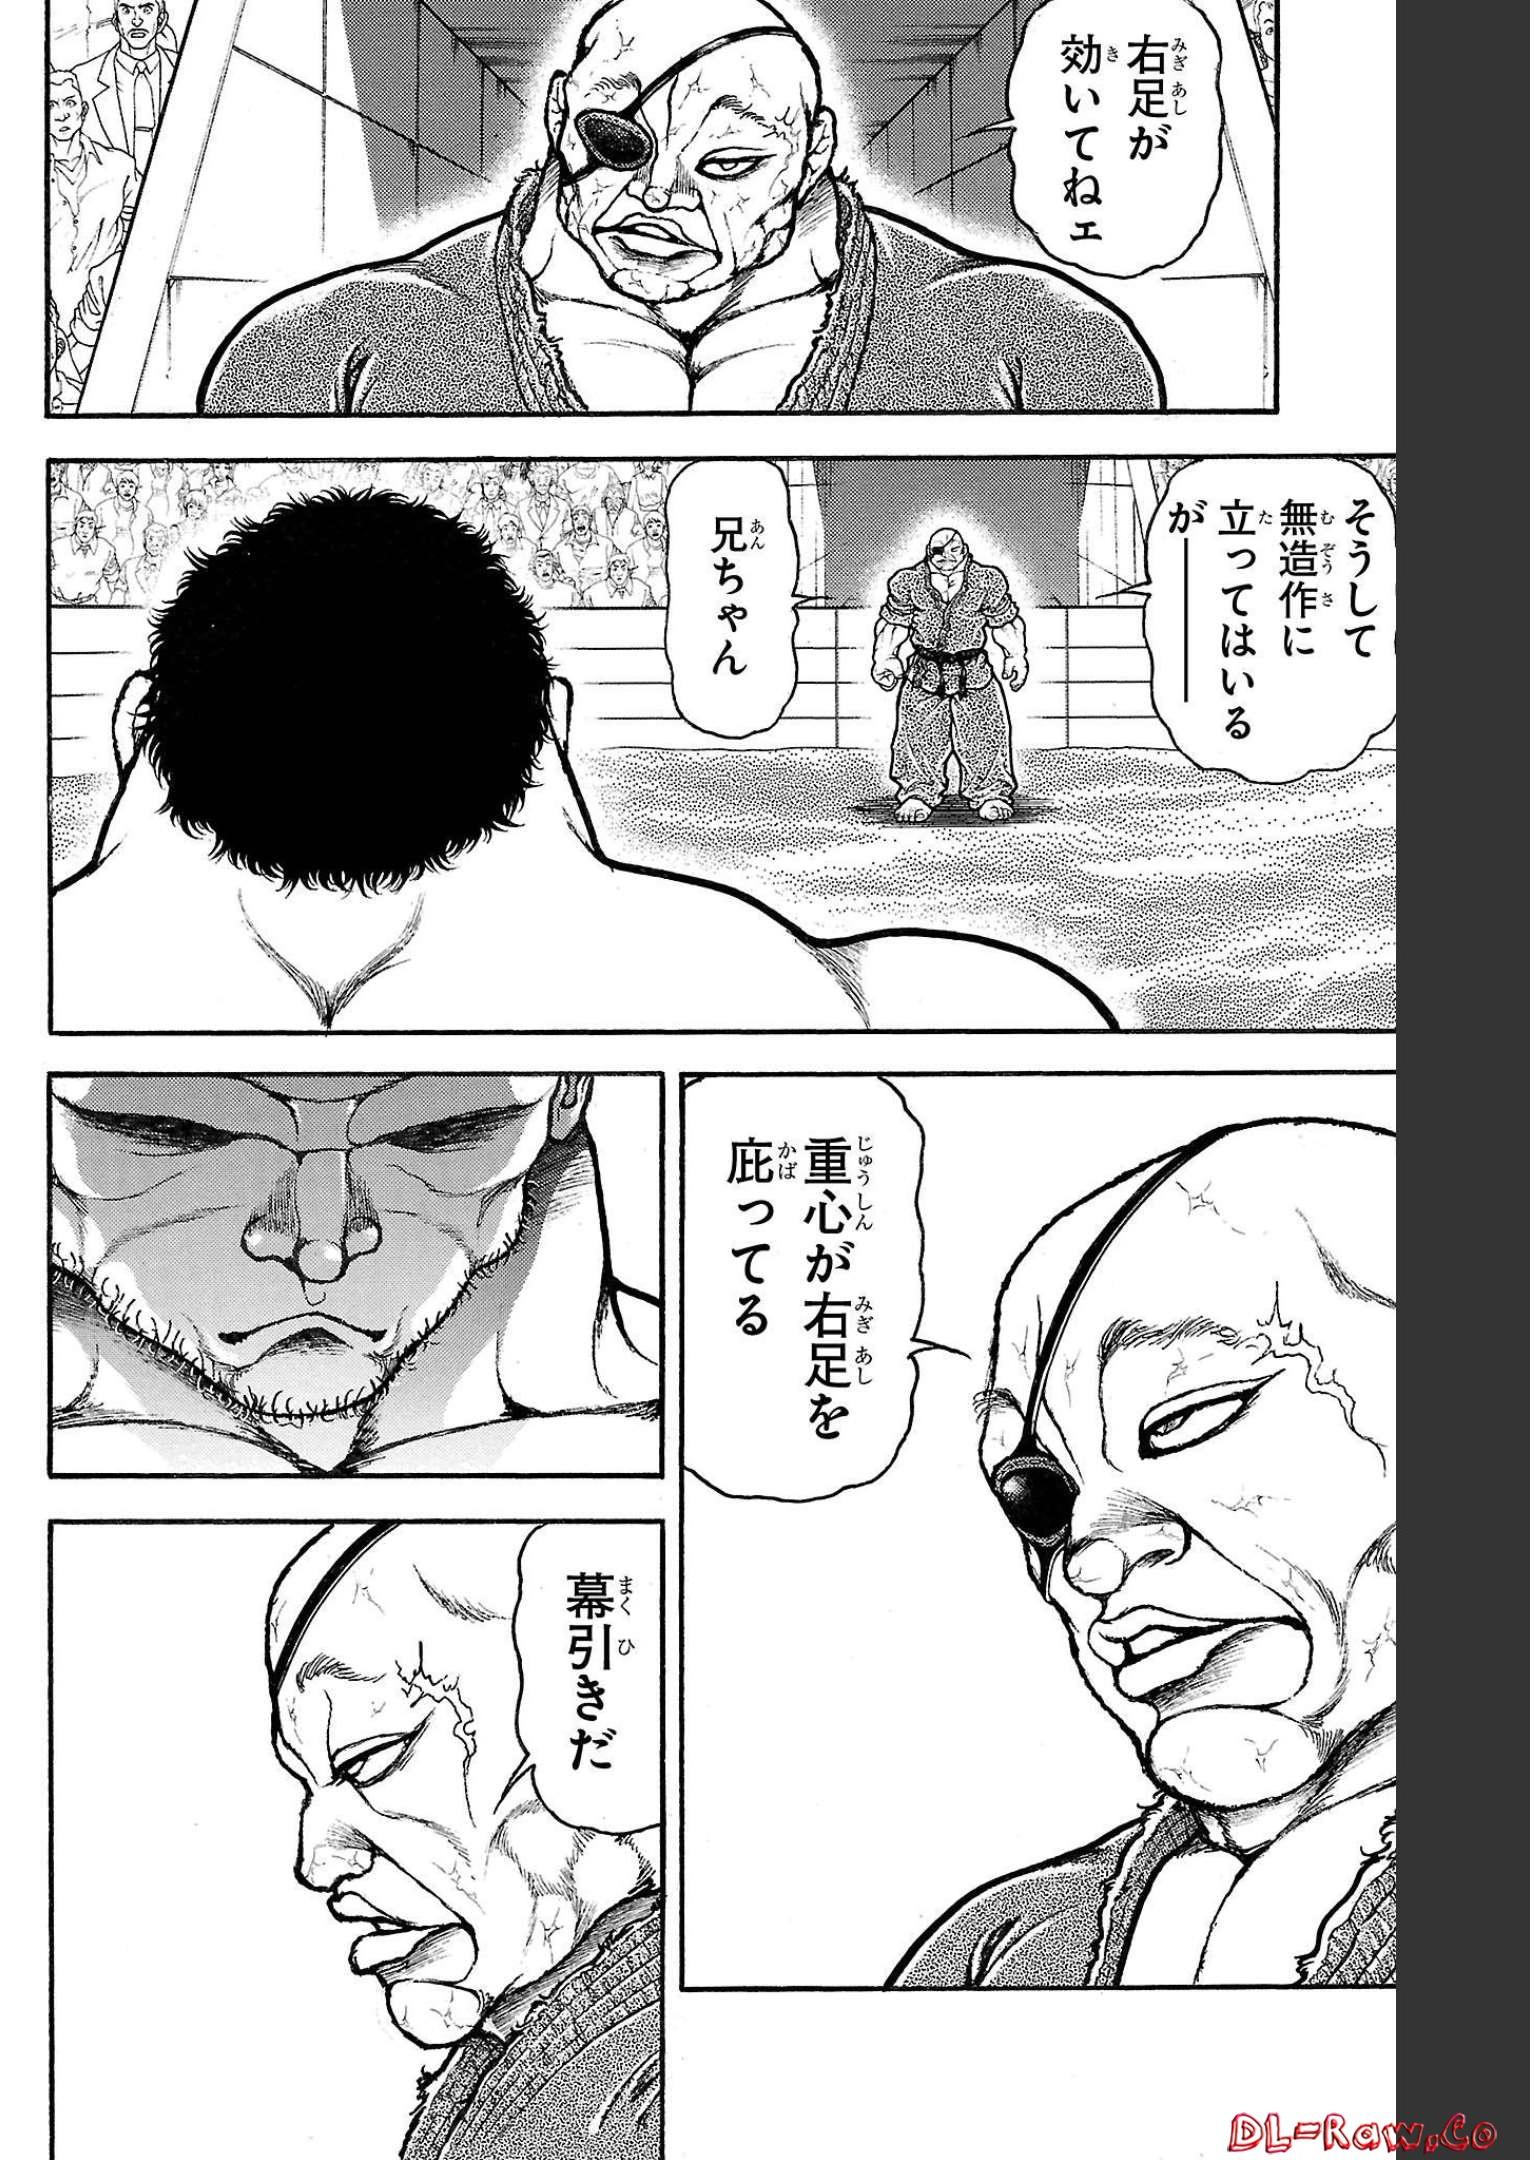 右足が
効いてねェ
そうして
無造作に
立ってはいる
が――
兄ちゃん
重心が右足を
庇ってる
幕引きだ
DL-Raw.Co